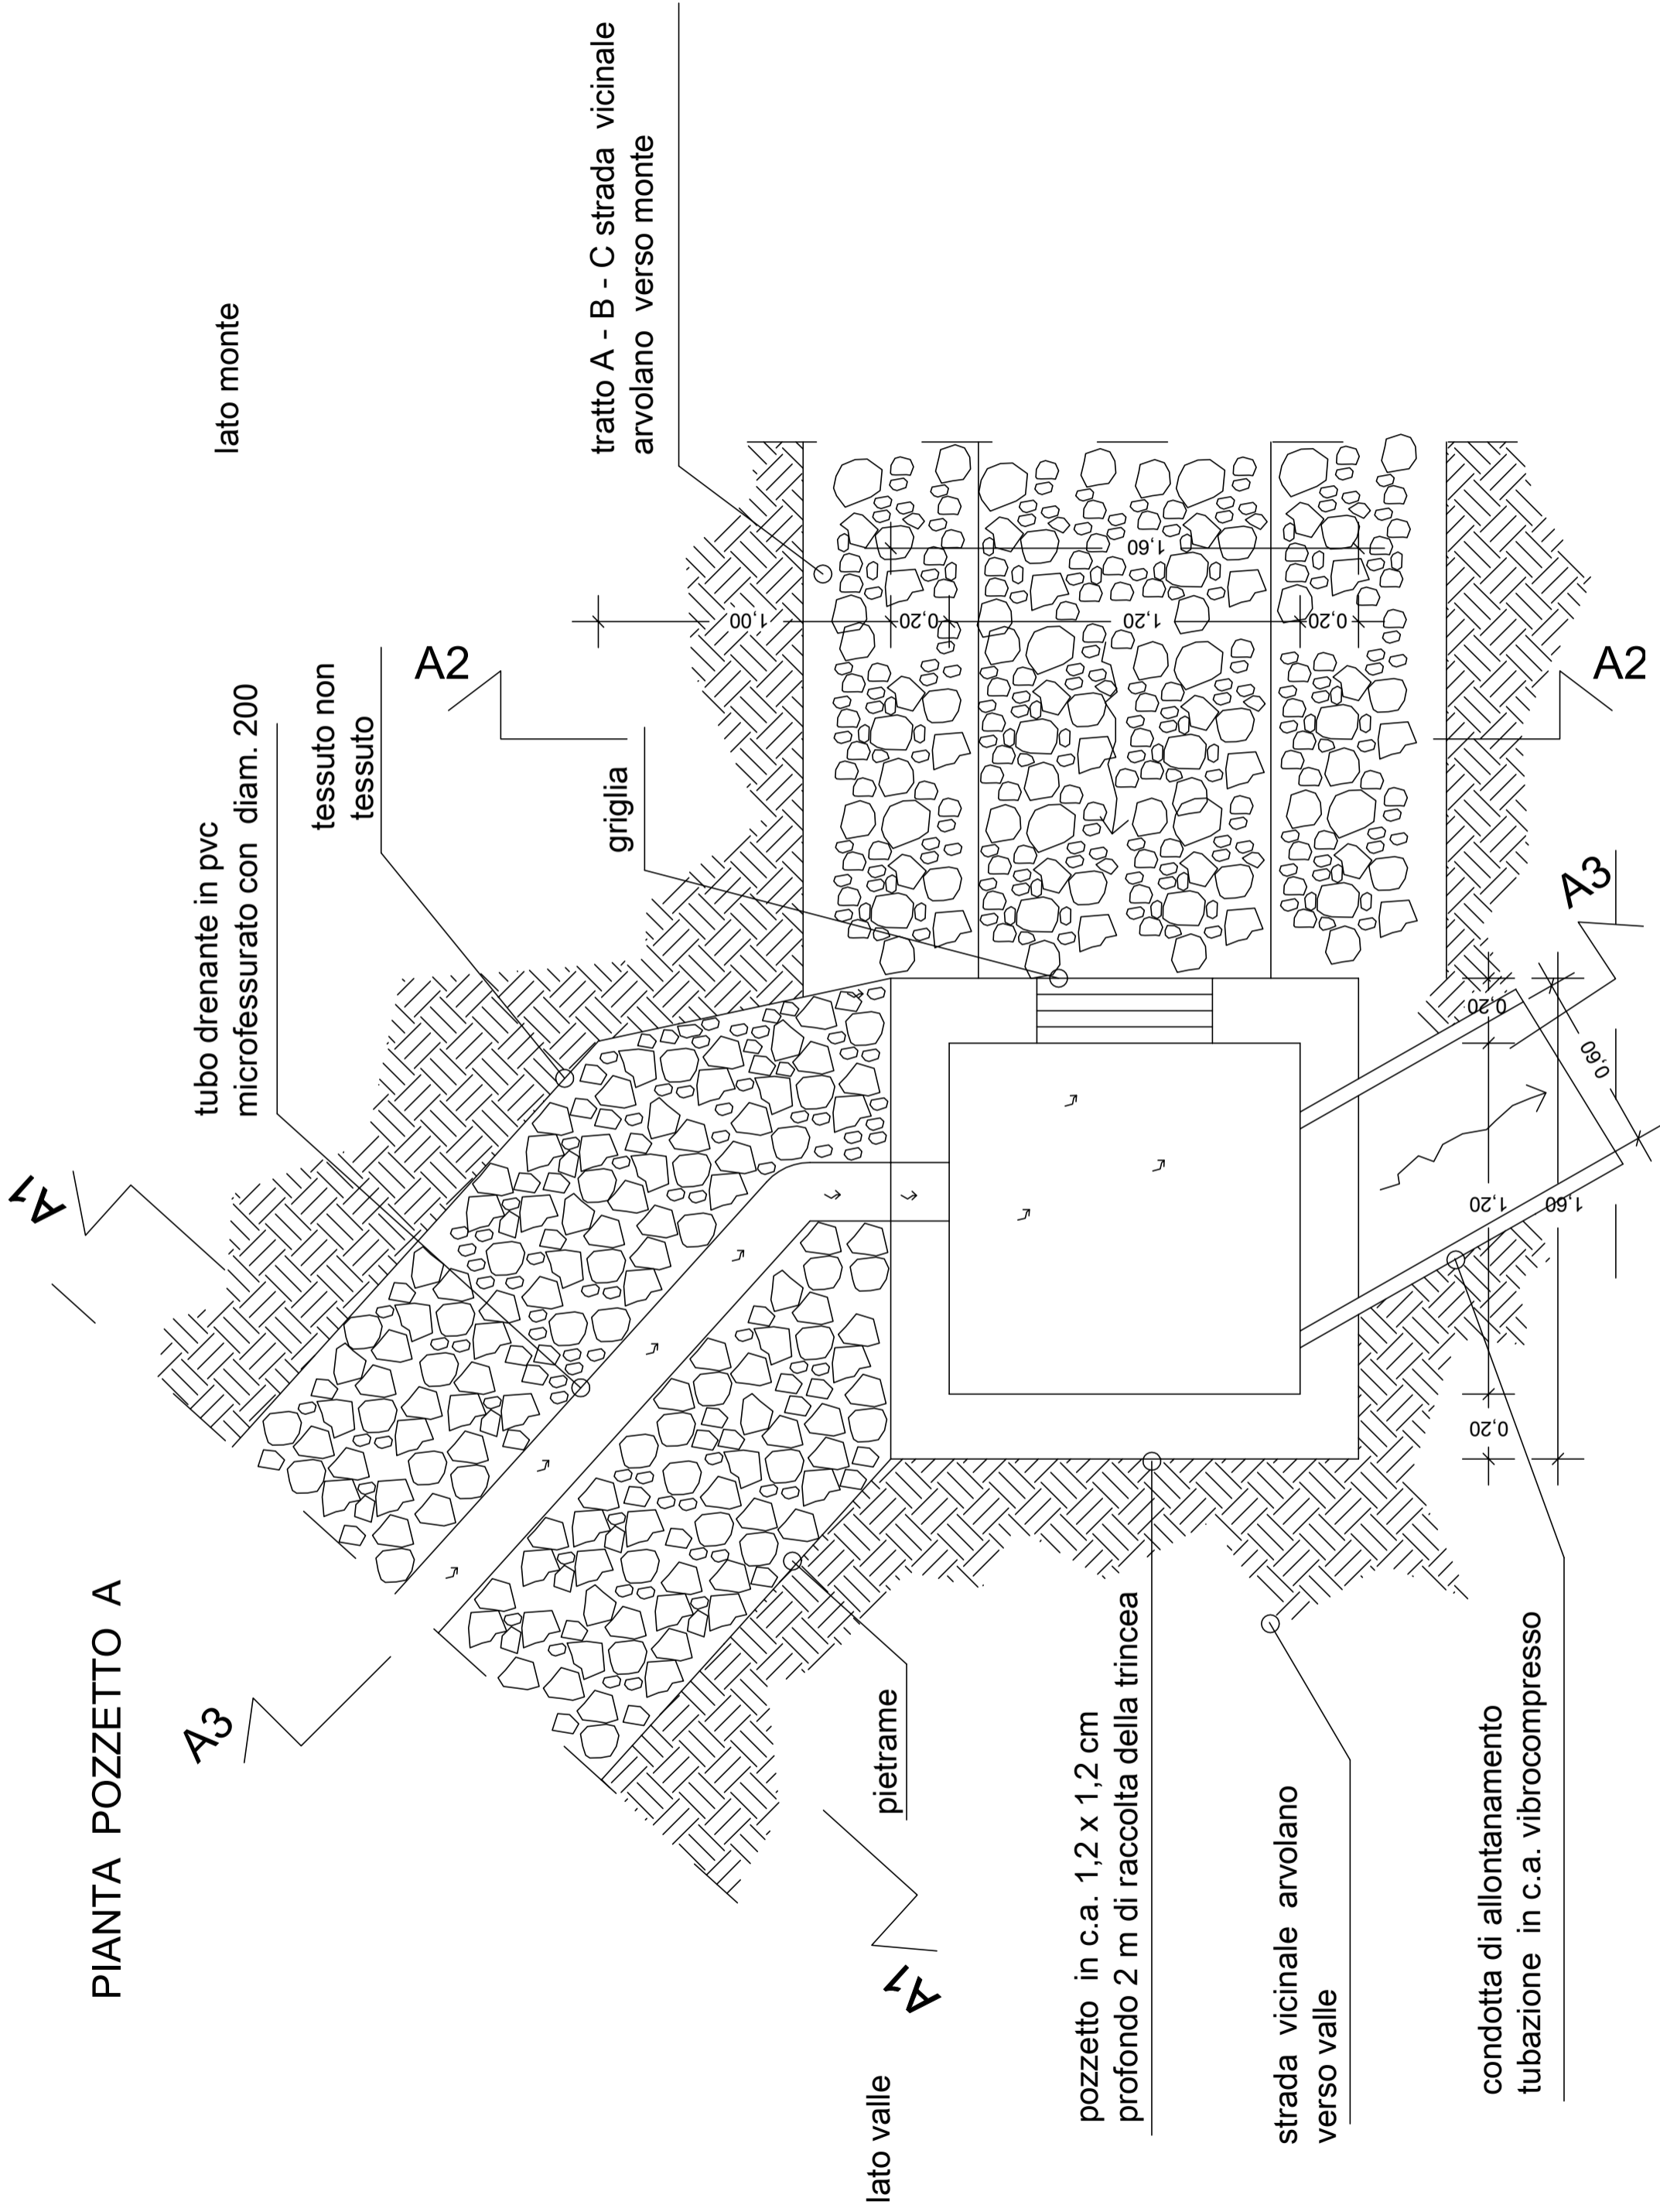 PIANTA POZZETTO A
lato monte
tubo drenante in pvc
microfessurato con diam. 200
tessuto non
tessuto
griglia
tratto A - B - C strada vicinale
arvolano verso monte
A1
A2
A3
1,00
0,20
1,20
0,20
1,60
A2
A3
A1
0,20
1,20
0,20
1,60
0,60
pietrame
lato valle
pozzetto in c.a. 1,2 x 1,2 cm
profondo 2 m di raccolta della trincea
strada vicinale arvolano
verso valle
condotta di allontanamento
tubazione in c.a. vibrocompresso